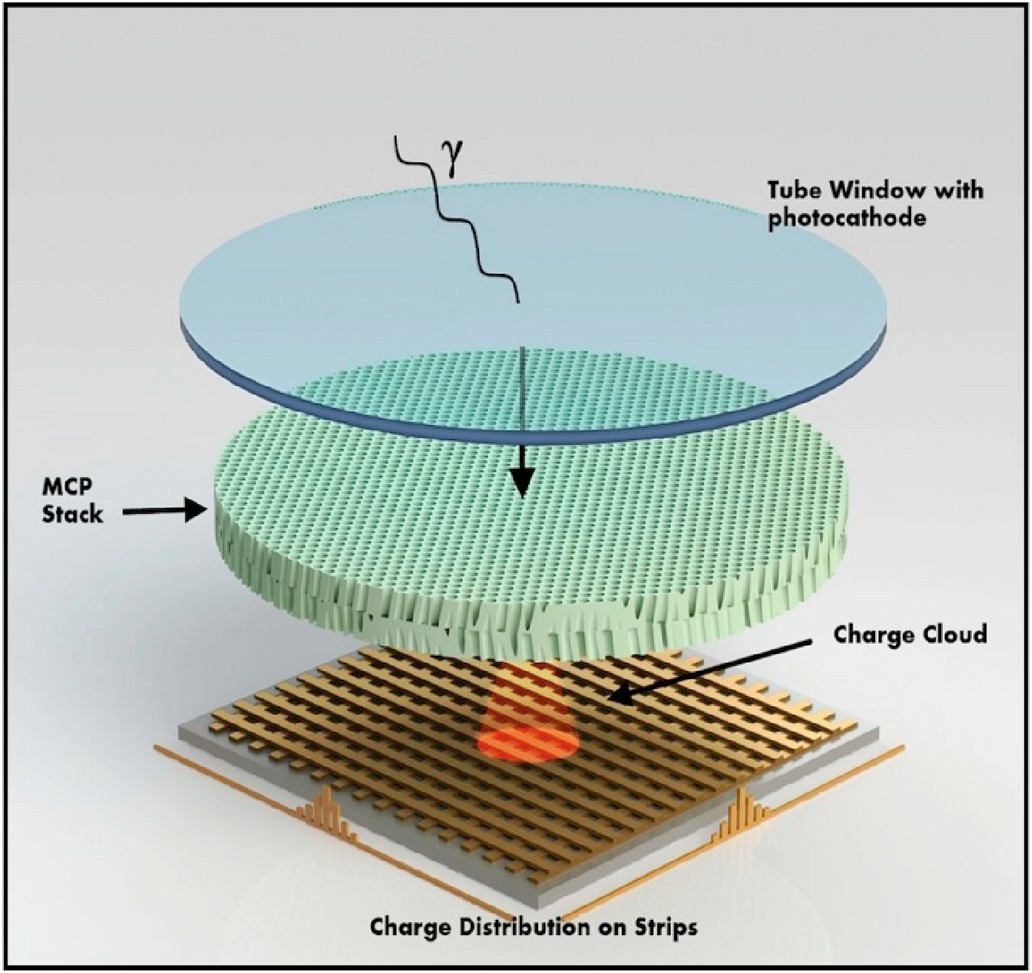 γ
Tube Window with
photocathode
MCP
Stack
Charge Cloud
Charge Distribution on Strips